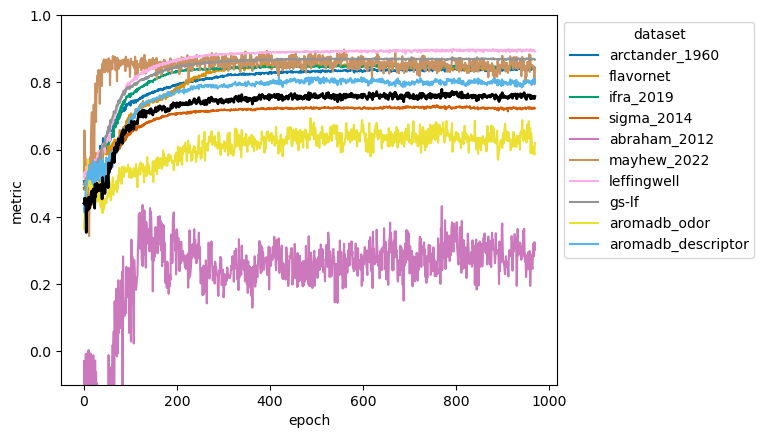 1.0
0.8
0.6
0.4
0.2
0.0
metric
0
200
400
600
800
1000
epoch
dataset
arctander_1960
flavornet
ifra_2019
sigma_2014
abraham_2012
mayhew_2022
leffingwell
gs-lf
aromadb_odor
aromadb_descriptor